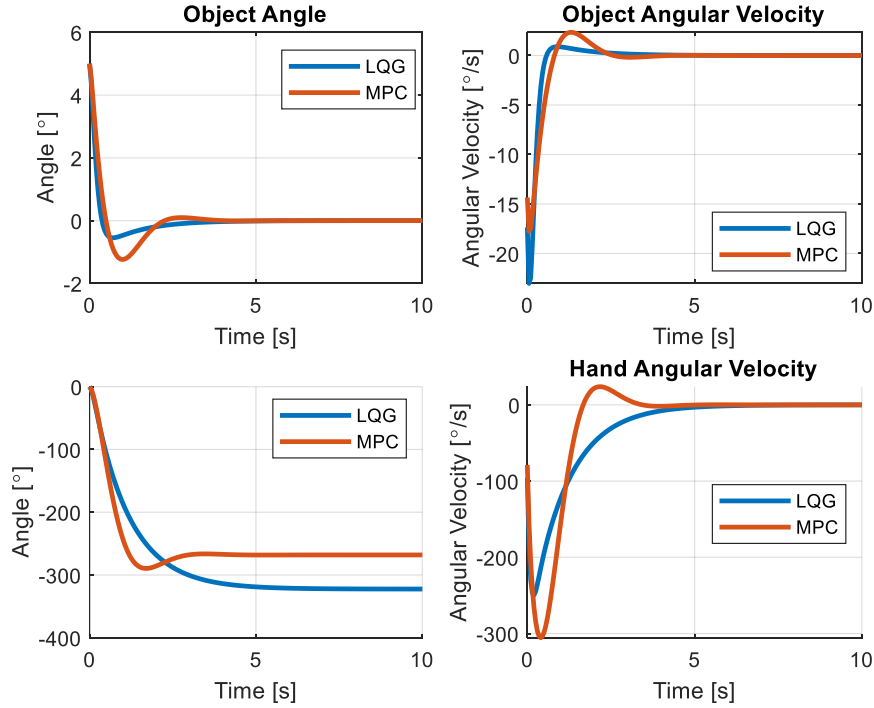 Object Angle
6
4
2
0
-2
Angle [°]
LQG
MPC
0
5
10
Time [s]
Object Angular Velocity
0
-5
-10
-15
-20
Angular Velocity [°/s]
LQG
MPC
0
5
10
Time [s]
0
-100
-200
-300
-400
Angle [°]
LQG
MPC
0
5
10
Time [s]
Hand Angular Velocity
0
-100
-200
-300
Angular Velocity [°/s]
LQG
MPC
0
5
10
Time [s]